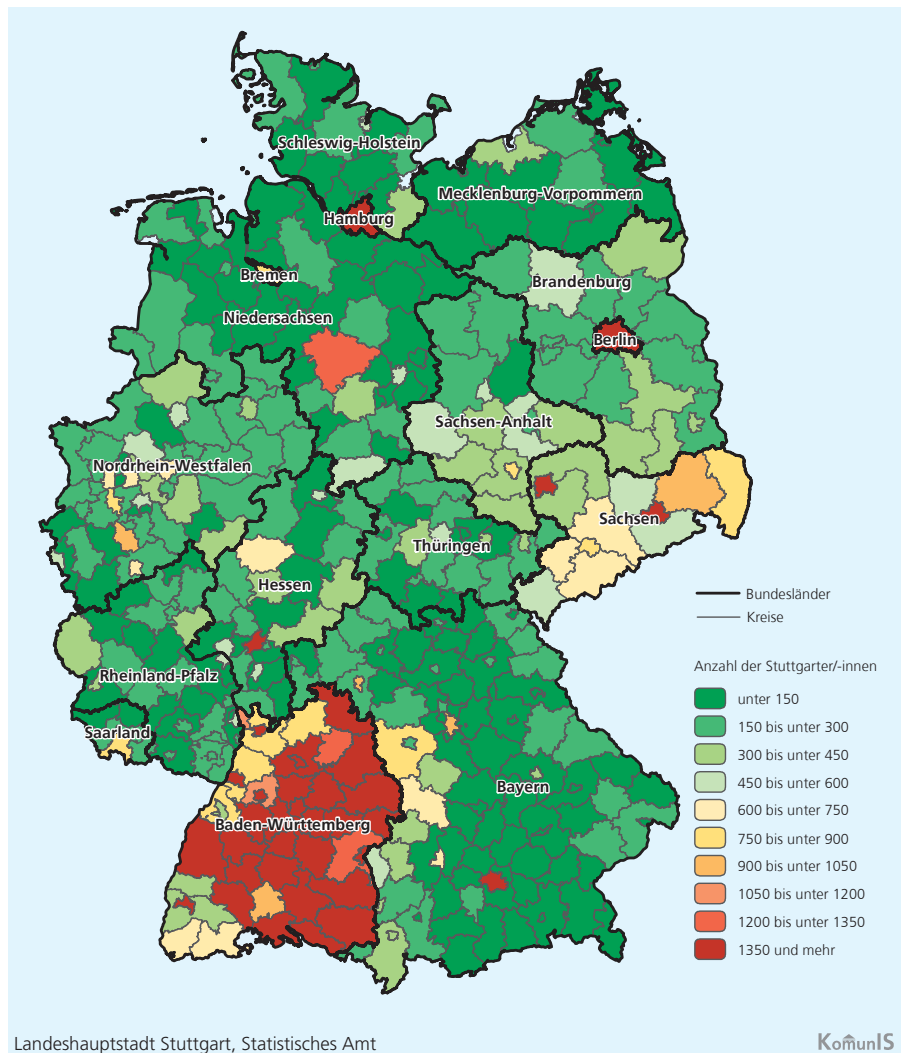 Schleswig-Holstein
Mecklenburg-Vorpommern
Hamburg
Bremen
Brandenburg
Niedersachsen
Berlin
Sachsen-Anhalt
Nordrhein-Westfalen
Sachsen
Thüringen
Hessen
Rheinland-Pfalz
Saarland
Bayern
Baden-Württemberg
Bundesländer
Kreise
Anzahl der Stuttgarter/-innen
unter 150
150 bis unter 300
300 bis unter 450
450 bis unter 600
600 bis unter 750
750 bis unter 900
900 bis unter 1050
1050 bis unter 1200
1200 bis unter 1350
1350 und mehr
Landeshauptstadt Stuttgart, Statistisches Amt
KomunIS